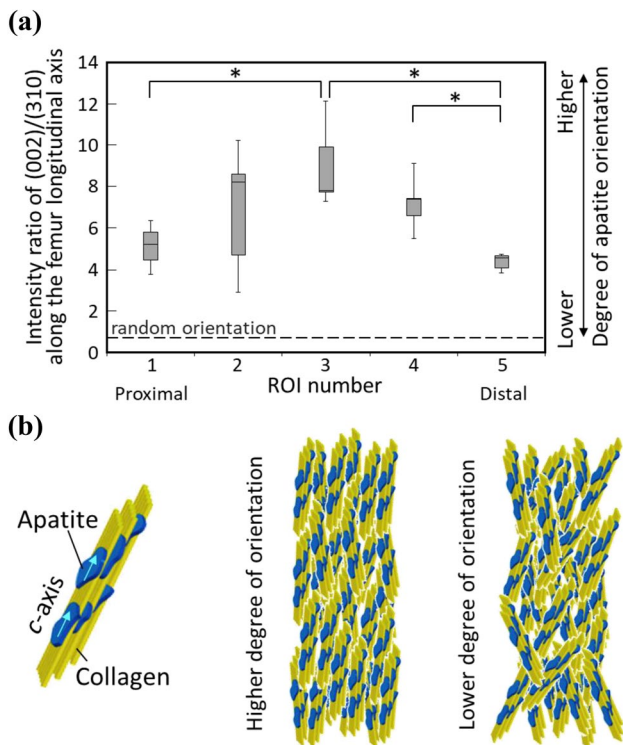 (a)
Intensity ratio of (002)/(310)
along the femur longitudinal axis
14
12
10
8
6
4
2
0
*
*
*
random orientation
1
2
3
4
5
Proximal
ROI number
Distal
Higher
Lower
Degree of apatite orientation
(b)
Apatite
c-axis
Collagen
Higher degree of orientation
Lower degree of orientation